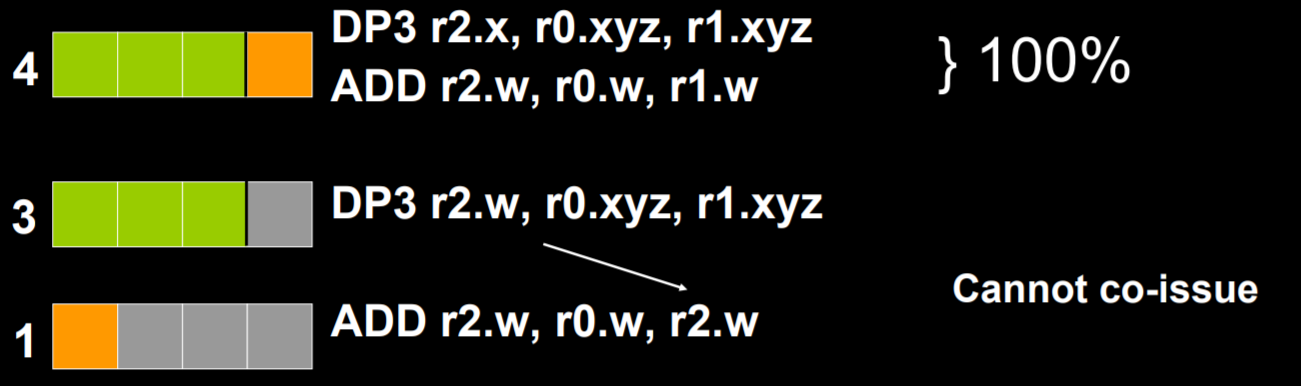 4
DP3 r2.x, r0.xyz, r1.xyz
ADD r2.w, r0.w, r1.w
} 100%
3
DP3 r2.w, r0.xyz, r1.xyz
Cannot co-issue
1
ADD r2.w, r0.w, r2.w